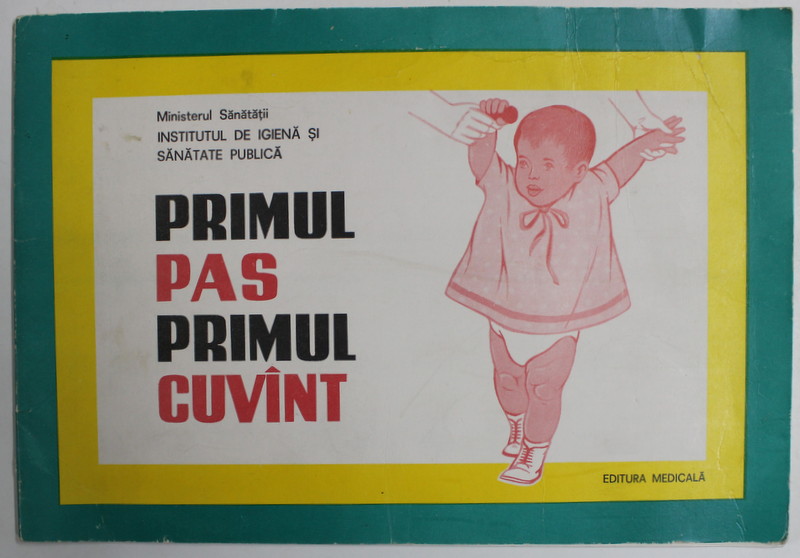 Ministerul Sănătății
INSTITUTUL DE IGIENĂ ȘI
SĂNĂTATE PUBLICĂ
PRIMUL
PAS
PRIMUL
CUVÎNT
EDITURA MEDICALĂ